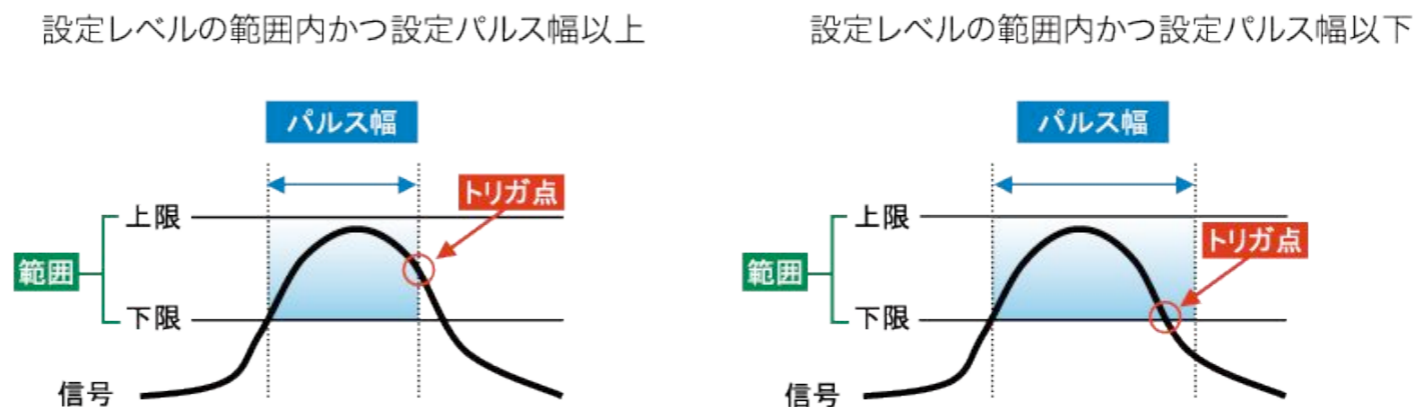 設定レベルの範囲内かつ設定パルス幅以上
パルス幅
トリガ点
上限
範囲
下限
信号
設定レベルの範囲内かつ設定パルス幅以下
パルス幅
上限
トリガ点
範囲
下限
信号